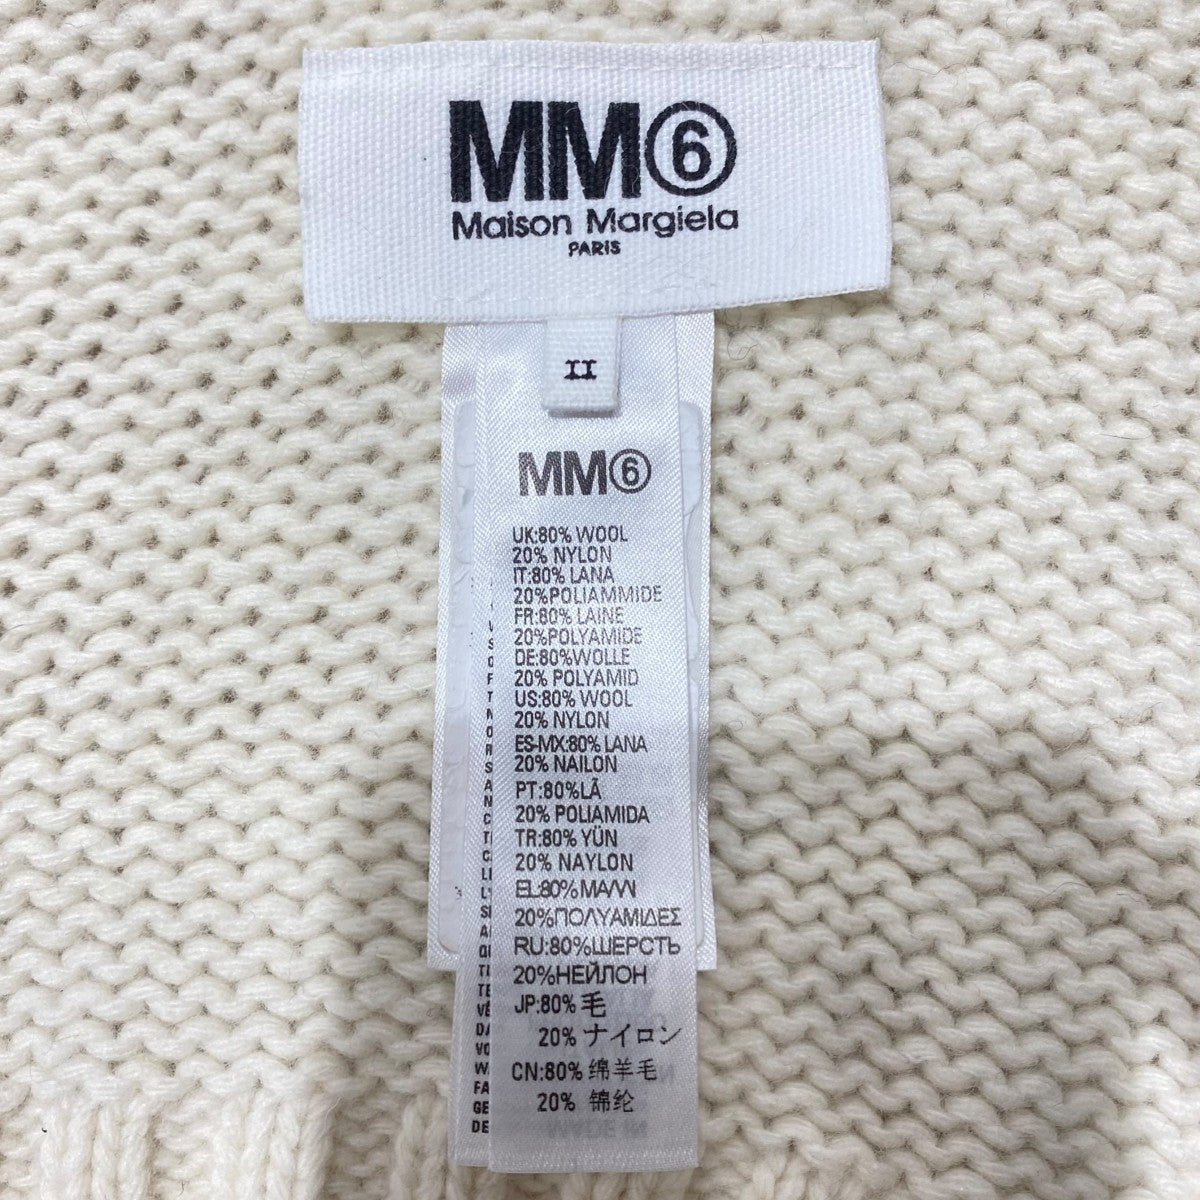 MM⑥
Maison Margiela
PARIS
II
MM⑥
UK:80% WOOL
20% NYLON
IT:80% LANA
20%POLIAMMIDE
FR:80% LAINE
20%POLYAMIDE
DE:80%WOLLE
20% POLYAMID
US:80% WOOL
20% NYLON
ES-MX:80% LANA
20% NAILON
PT:80%LÃ
20% POLIAMIDA
TR:80% YÜN
20% NAYLON
EL:80%ΜΑΛΛΙ
20%ΠΟΛΥΑΜΙΔΕΣ
RU:80%ШЕРСТЬ
20%НЕЙЛОН
JP:80% 毛
20% ナイロン
CN:80% 绵羊毛
20% 锦纶